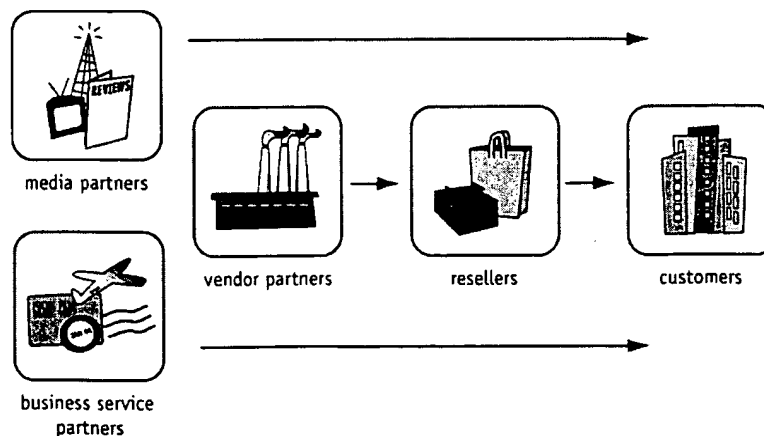 REVIEWS
media partners
vendor partners
resellers
customers
business service
partners